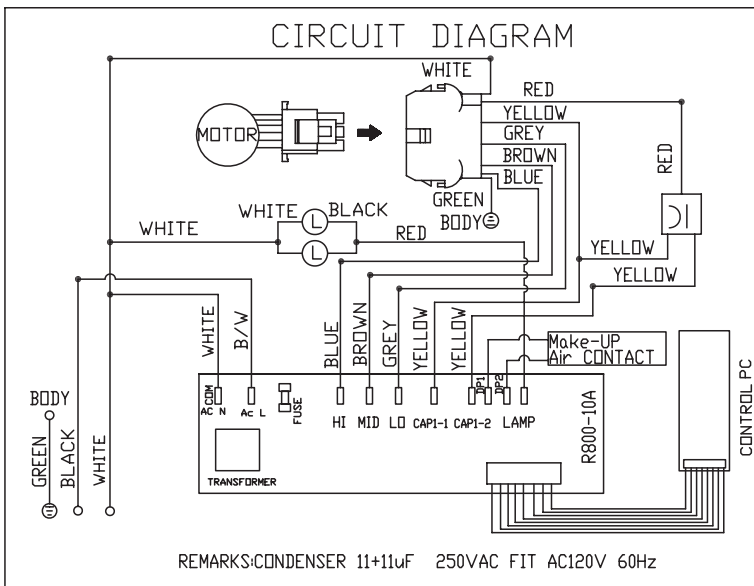 CIRCUIT DIAGRAM
WHITE
RED
YELLOW
GREY
BROWN
BLUE
MOTOR
GREEN
BODY
RED
WHITE
WHITE
L
BLACK
L
RED
YELLOW
YELLOW
WHITE
B/W
BLUE
BROWN
GREY
YELLOW
YELLOW
Make-UP
Air CONTACT
CONTROL PC
BODY
GREEN
BLACK
WHITE
COM
AC N
Ac L
FUSE
HI
MID
LO
CAP1-1
CAP1-2
DP1
DP2
LAMP
R800-10A
TRANSFORMER
REMARKS:CONDENSER 11+11uF 250VAC FIT AC120V 60Hz